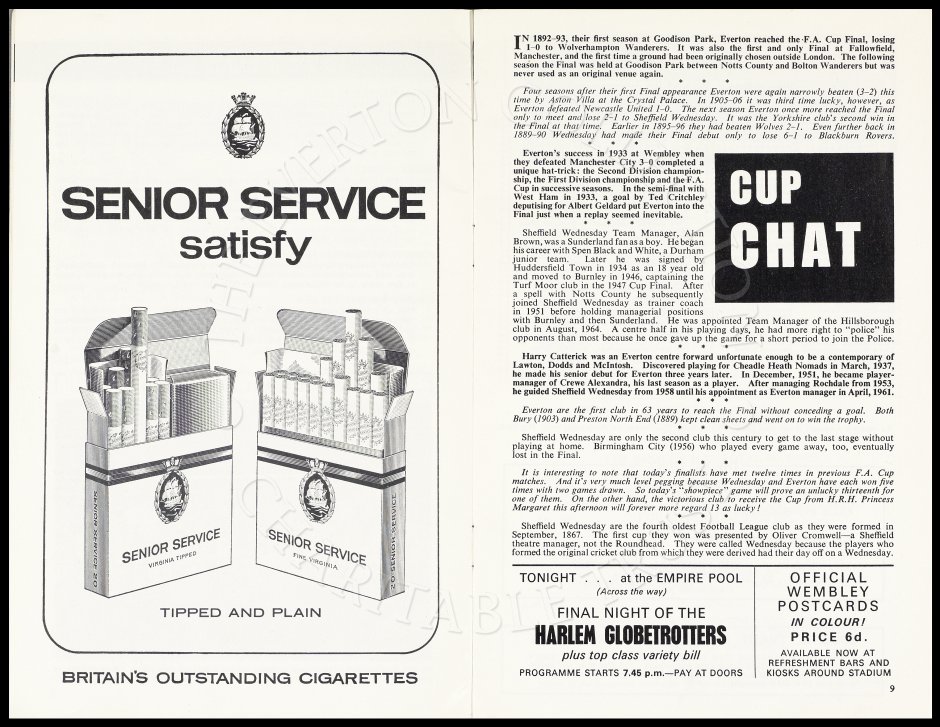 SENIOR SERVICE
satisfy
SENIOR SERVICE
VIRGINIA TIPPED
SENIOR SERVICE 20
SENIOR SERVICE
FINE VIRGINIA
SENIOR SERVICE 20
TIPPED AND PLAIN
BRITAIN'S OUTSTANDING CIGARETTES
IN 1892-93, their first season at Goodison Park, Everton reached the F.A. Cup Final, losing
1-0 to Wolverhampton Wanderers. It was also the first and only Final at Fallowfield,
Manchester, and the first time a ground had been originally chosen outside London. The following
season the Final was held at Goodison Park between Notts County and Bolton Wanderers but was
never used as an original venue again.
* * *
Four seasons after their first Final appearance Everton were again narrowly beaten (3-2) this
time by Aston Villa at the Crystal Palace. In 1905-06 it was third time lucky, however, as
Everton defeated Newcastle United 1-0. The next season Everton once more reached the Final
only to meet and lose 2-1 to Sheffield Wednesday. It was the Yorkshire club's second win in
the Final at that time. Earlier in 1895-96 they had beaten Wolves 2-1. Even further back in
1889-90 Wednesday had made their Final debut only to lose 6-1 to Blackburn Rovers.
* * *
Everton's success in 1933 at Wembley when
they defeated Manchester City 3-0 completed a
unique hat-trick: the Second Division champion-
ship, the First Division championship and the F.A.
Cup in successive seasons. In the semi-final with
West Ham in 1933, a goal by Ted Critchley
deputising for Albert Geldard put Everton into the
Final just when a replay seemed inevitable.
* * *
CUP
CHAT
Sheffield Wednesday Team Manager, Alan
Brown, was a Sunderland fan as a boy. He began
his career with Spen Black and White, a Durham
junior team. Later he was signed by
Huddersfield Town in 1934 as an 18 year old
and moved to Burnley in 1946, captaining the
Turf Moor club in the 1947 Cup Final. After
a spell with Notts County he subsequently
joined Sheffield Wednesday as trainer coach
in 1951 before holding managerial positions
with Burnley and then Sunderland. He was appointed Team Manager of the Hillsborough
club in August, 1964. A centre half in his playing days, he had more right to "police" his
opponents than most because he once gave up the game for a short period to join the Police.
* * *
Harry Catterick was an Everton centre forward unfortunate enough to be a contemporary of
Lawton, Dodds and McIntosh. Discovered playing for Cheadle Heath Nomads in March, 1937,
he made his senior debut for Everton three years later. In December, 1951, he became player-
manager of Crewe Alexandra, his last season as a player. After managing Rochdale from 1953,
he guided Sheffield Wednesday from 1958 until his appointment as Everton manager in April, 1961.
* * *
Everton are the first club in 63 years to reach the Final without conceding a goal. Both
Bury (1903) and Preston North End (1889) kept clean sheets and went on to win the trophy.
* * *
Sheffield Wednesday are only the second club this century to get to the last stage without
playing at home. Birmingham City (1956) who played every game away, too, eventually
lost in the Final.
* * *
It is interesting to note that today's finalists have met twelve times in previous F.A. Cup
matches. And it's very much level pegging because Wednesday and Everton have each won five
times with two games drawn. So today's "showpiece" game will prove an unlucky thirteenth for
one of them. On the other hand, the victorious club to receive the Cup from H.R.H. Princess
Margaret this afternoon will forever more regard 13 as lucky!
* * *
Sheffield Wednesday are the fourth oldest Football League club as they were formed in
September, 1867. The first cup they won was presented by Oliver Cromwell—a Sheffield
theatre manager, not the Roundhead. They were called Wednesday because the players who
formed the original cricket club from which they were derived had their day off on a Wednesday.
TONIGHT . . . at the EMPIRE POOL
(Across the way)
FINAL NIGHT OF THE
HARLEM GLOBETROTTERS
plus top class variety bill
PROGRAMME STARTS 7.45 p.m.—PAY AT DOORS
OFFICIAL
WEMBLEY
POSTCARDS
IN COLOUR!
PRICE 6d.
AVAILABLE NOW AT
REFRESHMENT BARS AND
KIOSKS AROUND STADIUM
9